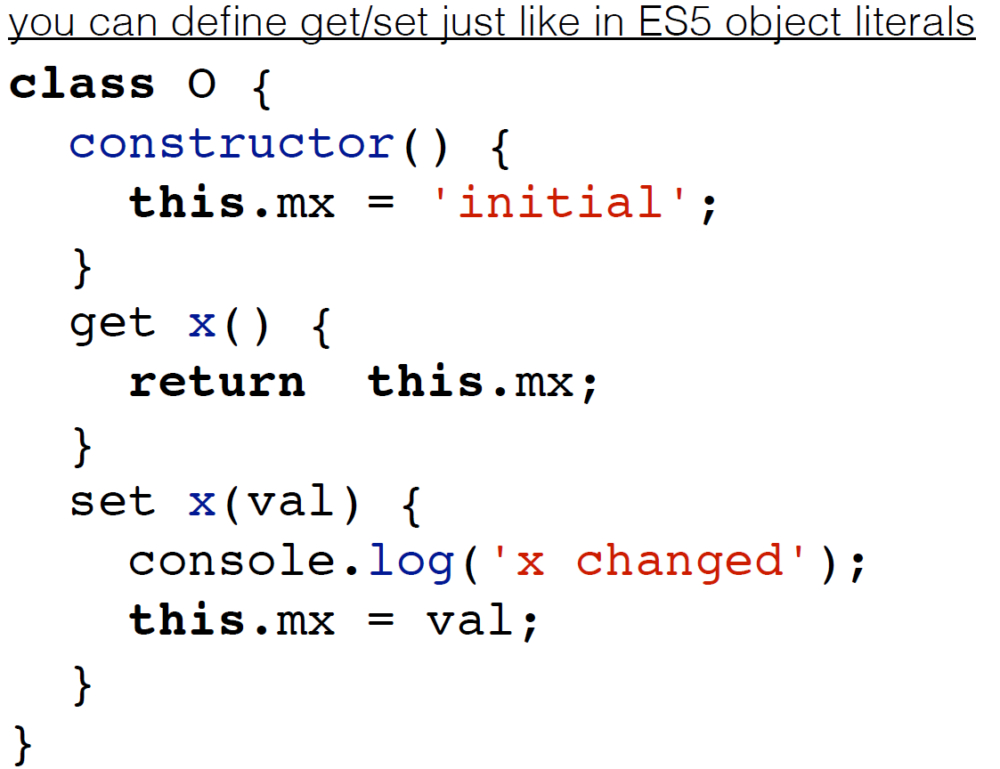 you can define get/set just like in ES5 object literals
class O {
  constructor() {
    this.mx = 'initial';
  }
  get x() {
    return  this.mx;
  }
  set x(val) {
    console.log('x changed');
    this.mx = val;
  }
}